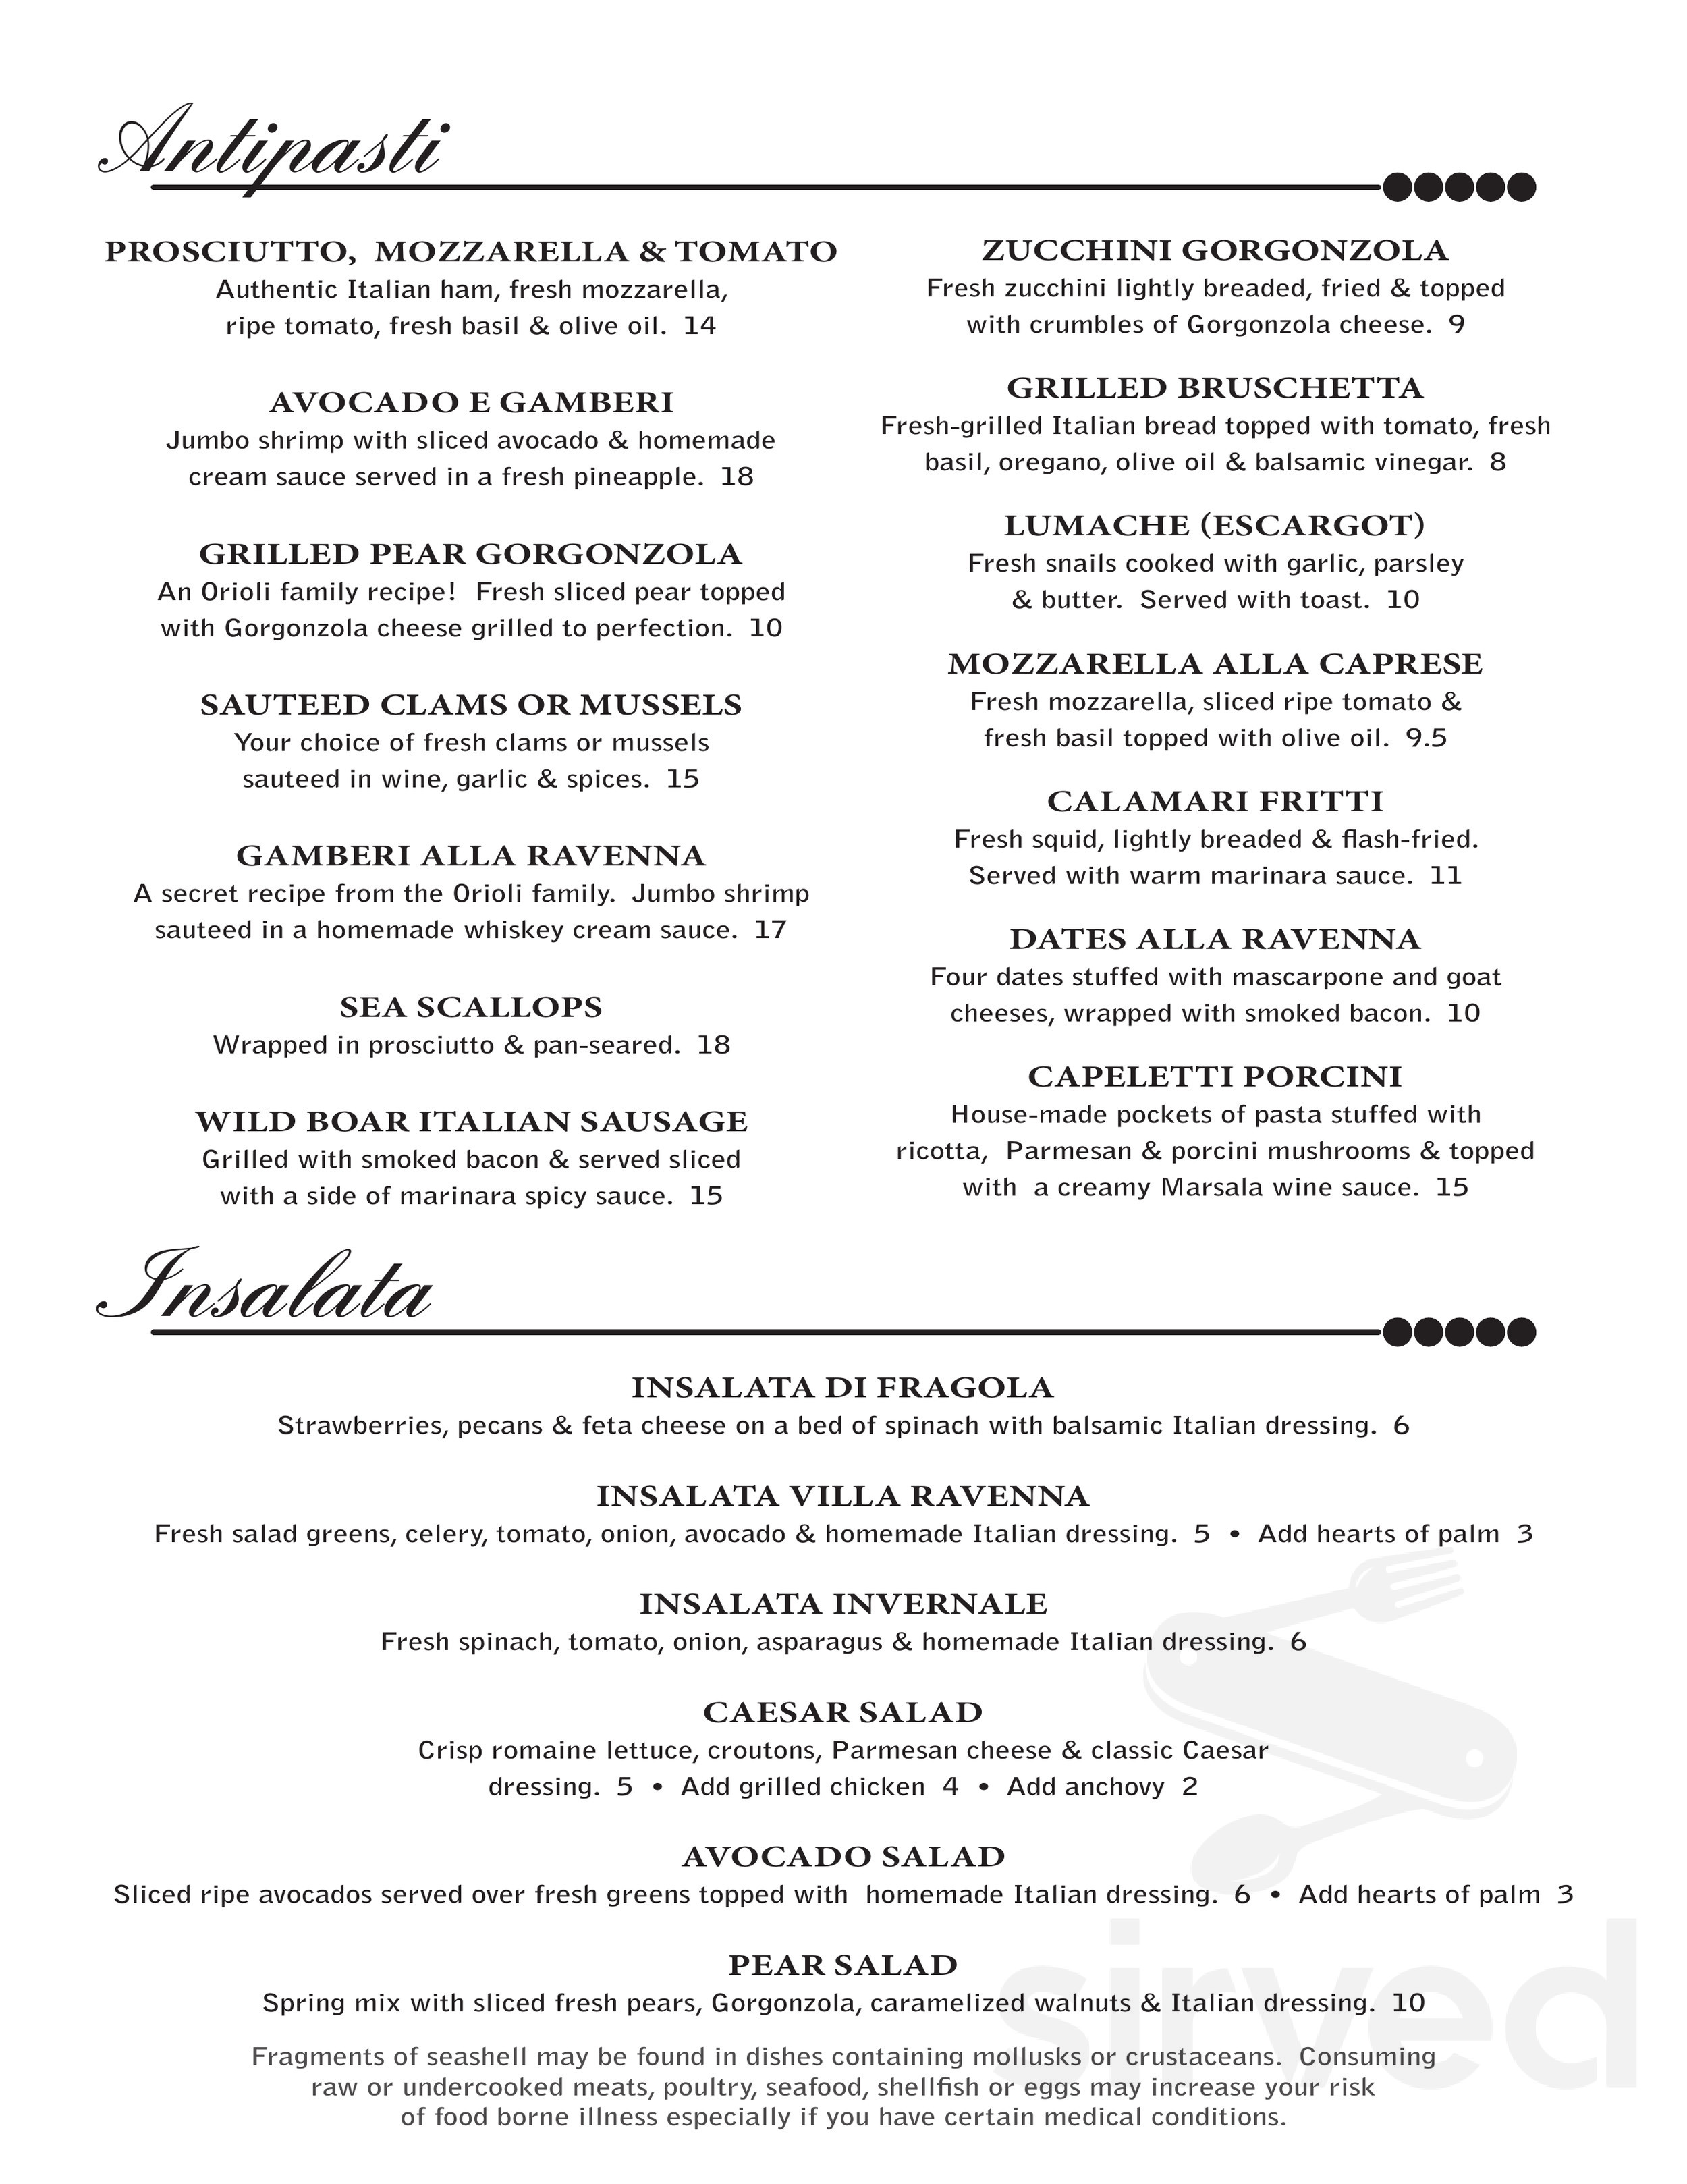 Antipasti
PROSCIUTTO, MOZZARELLA & TOMATO
Authentic Italian ham, fresh mozzarella,
ripe tomato, fresh basil & olive oil. 14
AVOCADO E GAMBERI
Jumbo shrimp with sliced avocado & homemade
cream sauce served in a fresh pineapple. 18
GRILLED PEAR GORGONZOLA
An Orioli family recipe! Fresh sliced pear topped
with Gorgonzola cheese grilled to perfection. 10
SAUTEED CLAMS OR MUSSELS
Your choice of fresh clams or mussels
sauteed in wine, garlic & spices. 15
GAMBERI ALLA RAVENNA
A secret recipe from the Orioli family. Jumbo shrimp
sauteed in a homemade whiskey cream sauce. 17
SEA SCALLOPS
Wrapped in prosciutto & pan-seared. 18
WILD BOAR ITALIAN SAUSAGE
Grilled with smoked bacon & served sliced
with a side of marinara spicy sauce. 15
ZUCCHINI GORGONZOLA
Fresh zucchini lightly breaded, fried & topped
with crumbles of Gorgonzola cheese. 9
GRILLED BRUSCHETTA
Fresh-grilled Italian bread topped with tomato, fresh
basil, oregano, olive oil & balsamic vinegar. 8
LUMACHE (ESCARGOT)
Fresh snails cooked with garlic, parsley
& butter. Served with toast. 10
MOZZARELLA ALLA CAPRESE
Fresh mozzarella, sliced ripe tomato &
fresh basil topped with olive oil. 9.5
CALAMARI FRITTI
Fresh squid, lightly breaded & flash-fried.
Served with warm marinara sauce. 11
DATES ALLA RAVENNA
Four dates stuffed with mascarpone and goat
cheeses, wrapped with smoked bacon. 10
CAPELETTI PORCINI
House-made pockets of pasta stuffed with
ricotta, Parmesan & porcini mushrooms & topped
with a creamy Marsala wine sauce. 15
Insalata
INSALATA DI FRAGOLA
Strawberries, pecans & feta cheese on a bed of spinach with balsamic Italian dressing. 6
INSALATA VILLA RAVENNA
Fresh salad greens, celery, tomato, onion, avocado & homemade Italian dressing. 5 • Add hearts of palm 3
INSALATA INVERNALE
Fresh spinach, tomato, onion, asparagus & homemade Italian dressing. 6
CAESAR SALAD
Crisp romaine lettuce, croutons, Parmesan cheese & classic Caesar
dressing. 5 • Add grilled chicken 4 • Add anchovy 2
AVOCADO SALAD
Sliced ripe avocados served over fresh greens topped with homemade Italian dressing. 6 • Add hearts of palm 3
PEAR SALAD
Spring mix with sliced fresh pears, Gorgonzola, caramelized walnuts & Italian dressing. 10
Fragments of seashell may be found in dishes containing mollusks or crustaceans. Consuming
raw or undercooked meats, poultry, seafood, shellfish or eggs may increase your risk
of food borne illness especially if you have certain medical conditions.
sirved